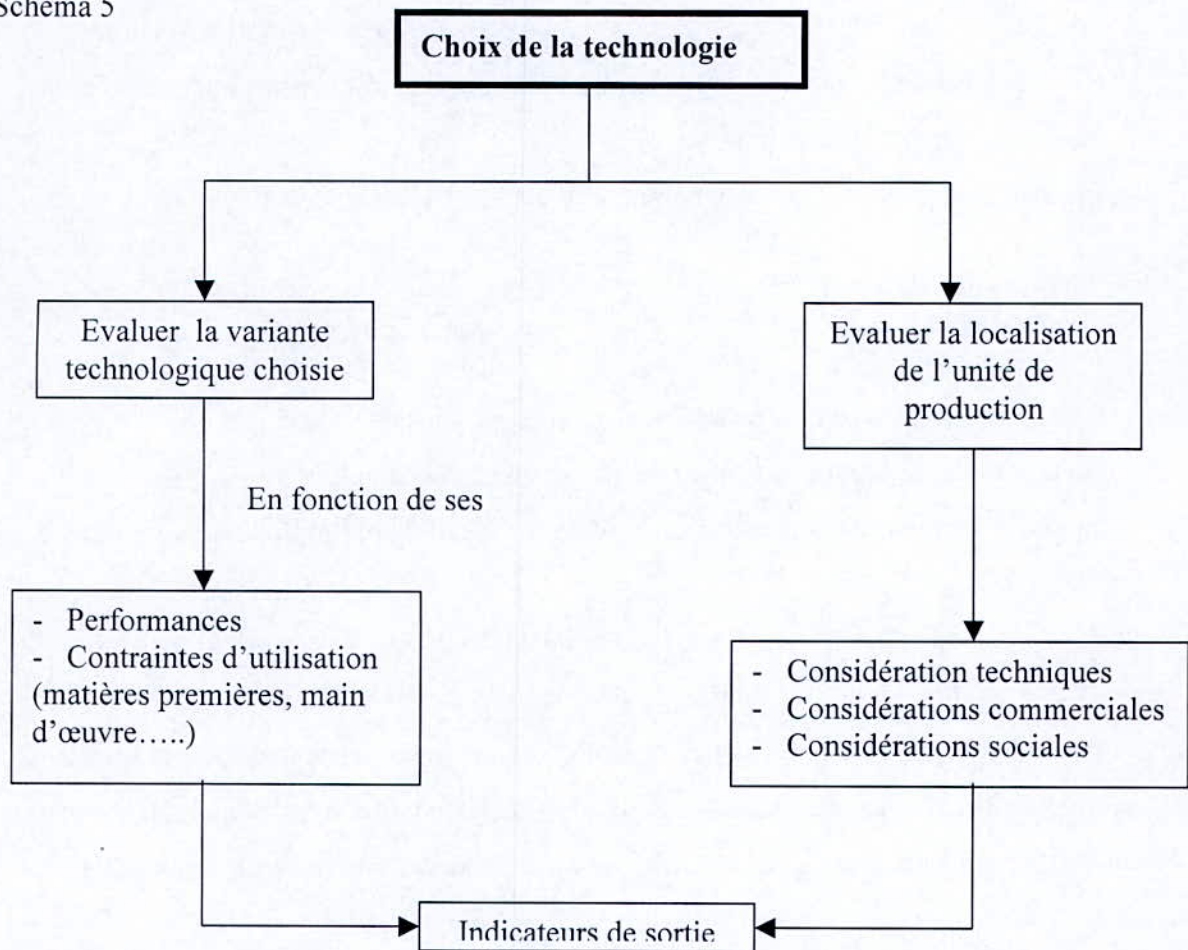 Schéma 5
Choix de la technologie
Evaluer la variante
technologique choisie
Evaluer la localisation
de l’unité de
production
En fonction de ses
- Performances
- Contraintes d’utilisation
(matières premières, main
d’œuvre…..)
- Considération techniques
- Considérations commerciales
- Considérations sociales
Indicateurs de sortie